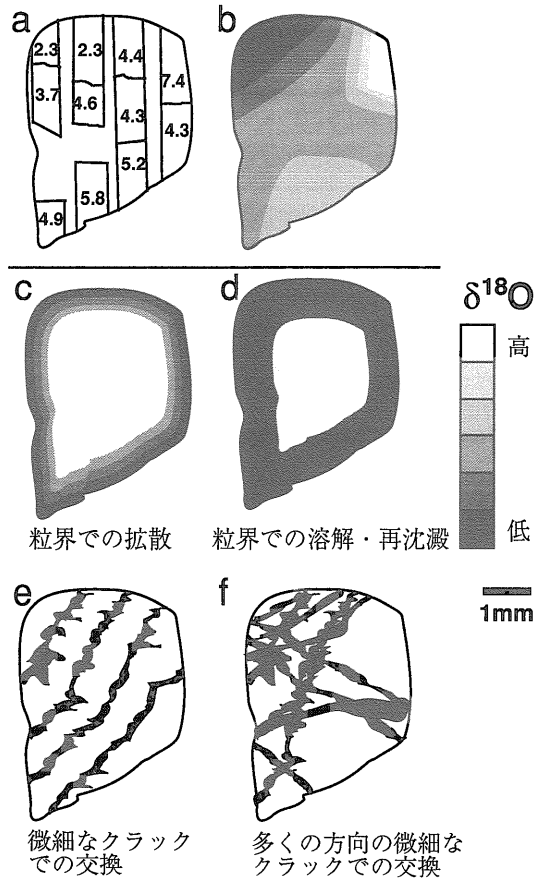 a
b
2.3
2.3
4.4
7.4
3.7
4.6
4.3
4.3
5.2
5.8
4.9
c
d
δ18O
高
低
粒界での拡散
粒界での溶解・再沈澱
e
f
1mm
微細なクラック
での交換
多くの方向の微細な
クラックでの交換